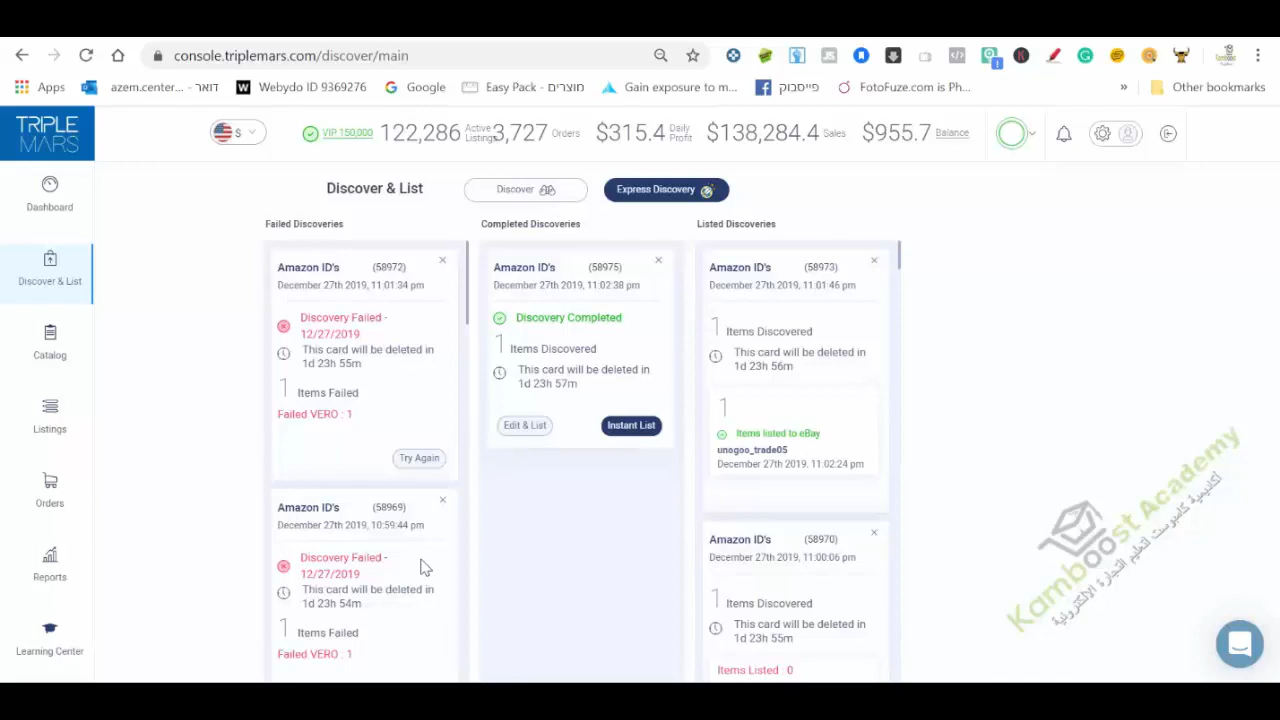 console.triplemars.com/discover/main
Apps
azem.center... - דואר
Webydo ID 9369276
Google
Easy Pack - מוצרים
Gain exposure to m...
פייסבוק
FotoFuze.com is Ph...
»
Other bookmarks
TRIPLE
MARS
$
VIP 150,000
122,286 Active Listings
3,727 Orders
$315.4 Daily Profit
$138,284.4 Sales
$955.7 Balance
Dashboard
Discover & List
Catalog
Listings
Orders
Reports
Learning Center
Discover & List
Discover
Express Discovery
Failed Discoveries
Amazon ID's (58972)
December 27th 2019, 11:01:34 pm
Discovery Failed -
12/27/2019
This card will be deleted in
1d 23h 55m
1 Items Failed
Failed VERO : 1
Try Again
Amazon ID's (58969)
December 27th 2019, 10:59:44 pm
Discovery Failed -
12/27/2019
This card will be deleted in
1d 23h 54m
1 Items Failed
Failed VERO : 1
Completed Discoveries
Amazon ID's (58975)
December 27th 2019, 11:02:38 pm
Discovery Completed
1 Items Discovered
This card will be deleted in
1d 23h 57m
Edit & List
Instant List
Listed Discoveries
Amazon ID's (58973)
December 27th 2019, 11:01:46 pm
1 Items Discovered
This card will be deleted in
1d 23h 56m
1
Items listed to eBay
unogoo_trade05
December 27th 2019, 11:02:24 pm
Amazon ID's (58970)
December 27th 2019, 11:00:06 pm
1 Items Discovered
This card will be deleted in
1d 23h 55m
Items Listed : 0
Kamboost Academy
أكاديمية كامبوست لتعليم التجارة الالكترونية